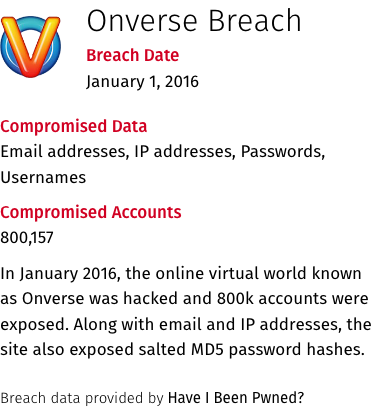 Onverse Breach
Breach Date
January 1, 2016
Compromised Data
Email addresses, IP addresses, Passwords,
Usernames
Compromised Accounts
800,157
In January 2016, the online virtual world known
as Onverse was hacked and 800k accounts were
exposed. Along with email and IP addresses, the
site also exposed salted MD5 password hashes.
Breach data provided by Have I Been Pwned?